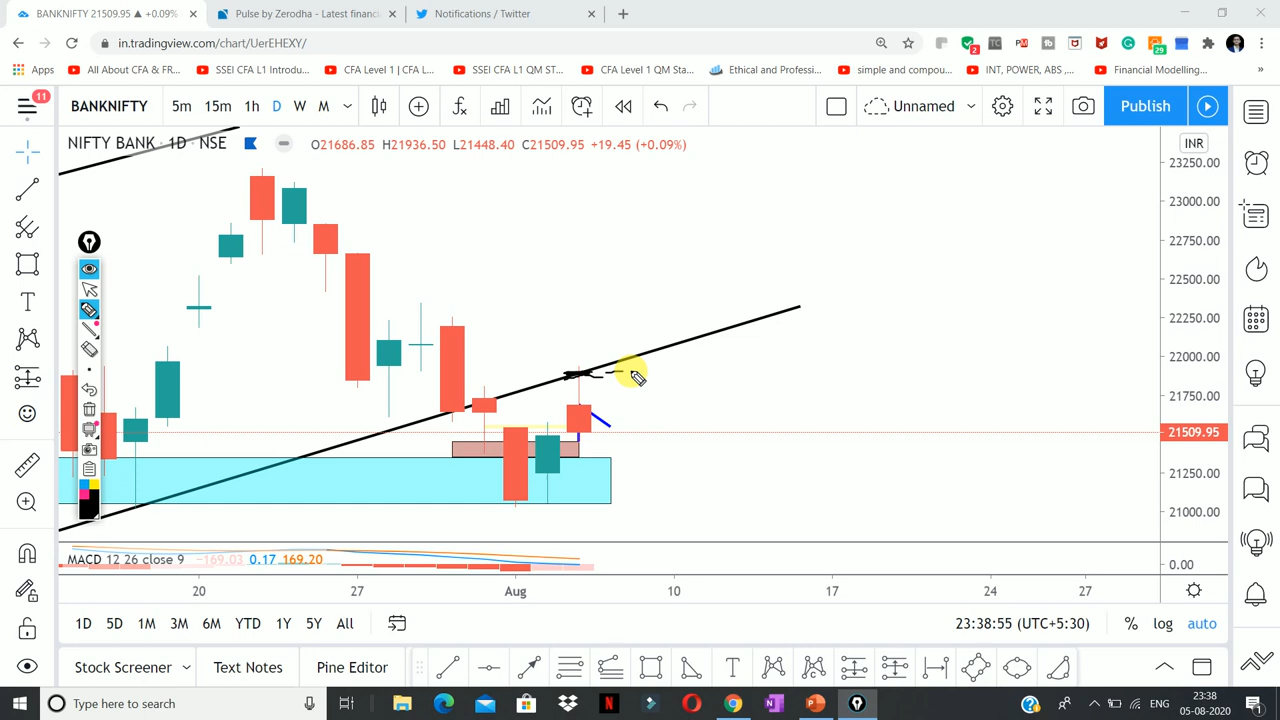 BANKNIFTY 21509.95 ▲ +0.09%
Pulse by Zerodha - Latest financ
Notifications / Twitter
in.tradingview.com/chart/UerEHEXY/
2
29
Apps
All About CFA & FR...
SSEI CFA L1 Introdu...
CFA Level 1 | CFA L...
SSEI CFA L1 QM ST...
CFA Level 1 QM Sta...
Ethical and Professi...
simple and compou...
INT, POWER, ABS ,...
Financial Modelling...
»
11
BANKNIFTY
5m
15m
1h
D
W
M
Unnamed
Publish
NIFTY BANK · 1D · NSE
O21686.85 H21936.50 L21448.40 C21509.95 +19.45 (+0.09%)
INR
23250.00
23000.00
22750.00
22500.00
22250.00
22000.00
21750.00
21509.95
21250.00
21000.00
MACD 12 26 close 9 −169.03 0.17 169.20
0.00
20
27
Aug
10
17
24
27
1D
5D
1M
3M
6M
YTD
1Y
5Y
All
23:38:55 (UTC+5:30)
%
log
auto
Stock Screener
Text Notes
Pine Editor
Type here to search
ENG
23:38
05-08-2020
1